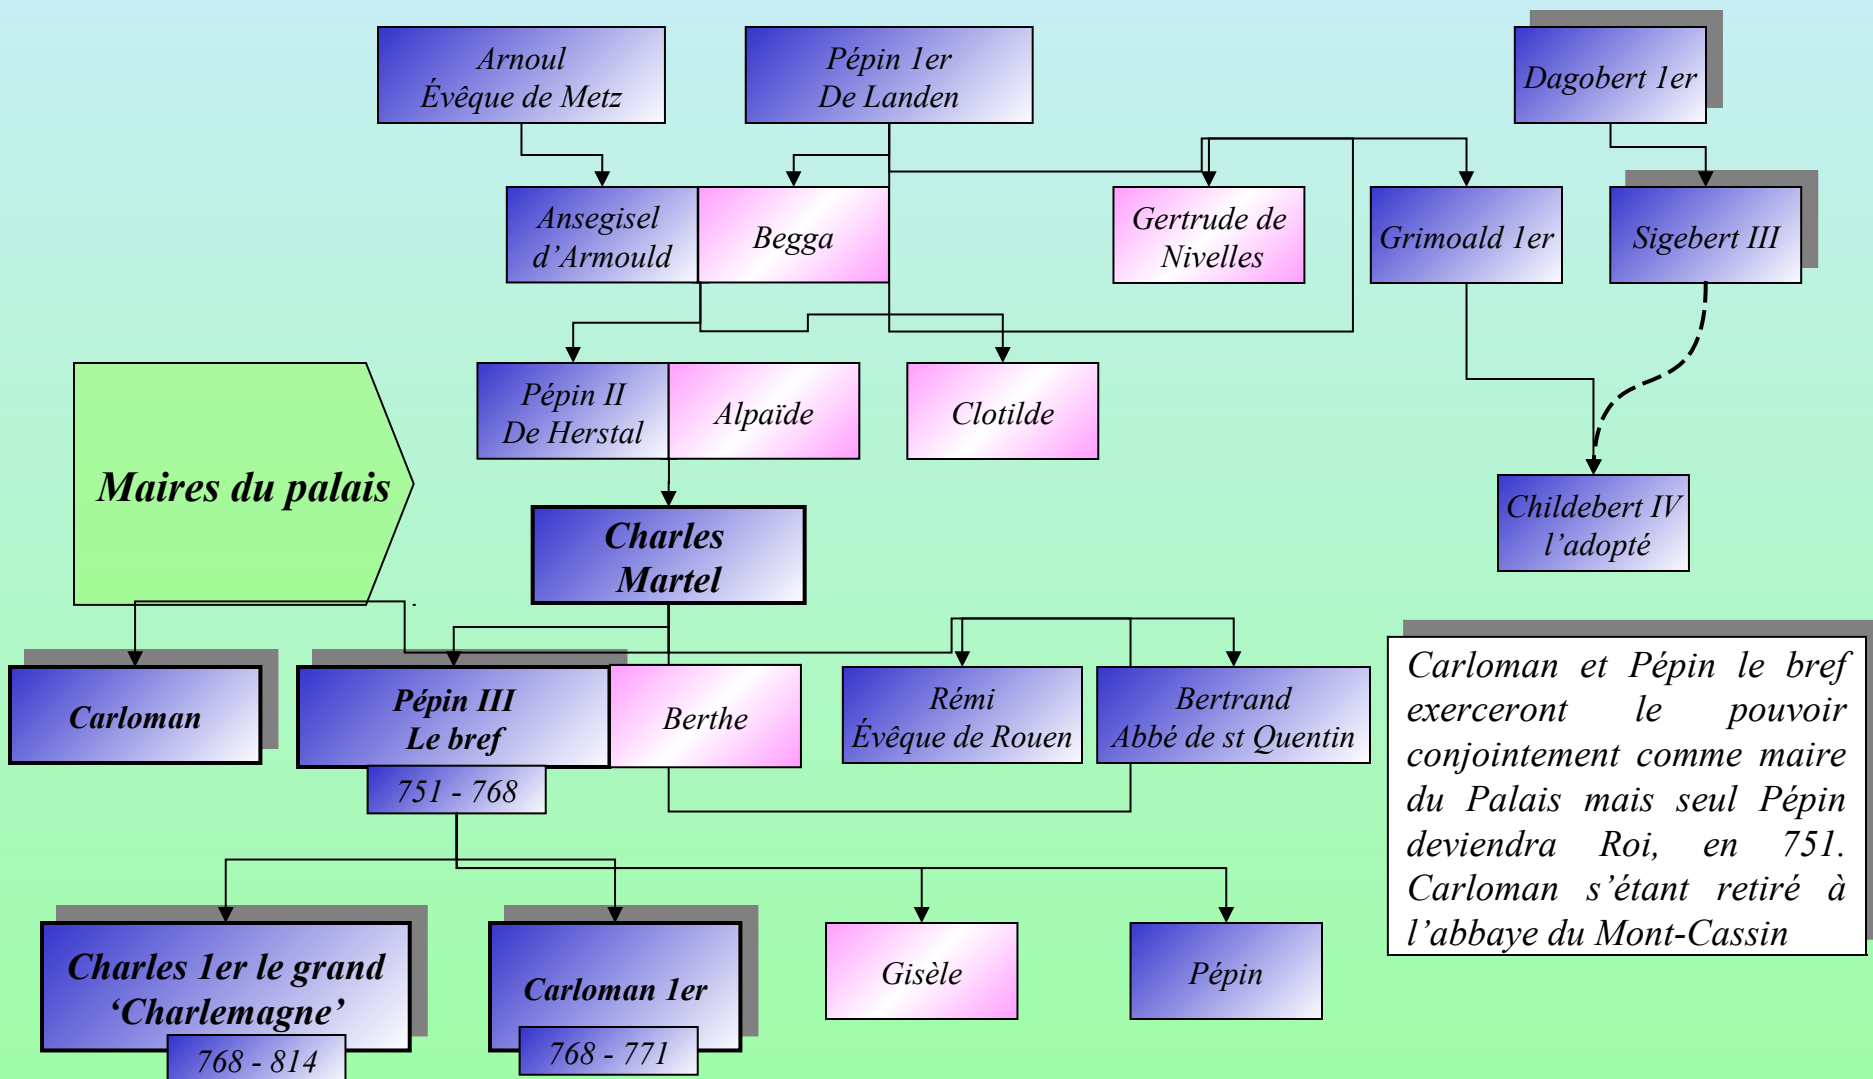 Arnoul
Évêque de Metz
Pépin 1er
De Landen
Dagobert 1er
Ansegisel
d’Armould
Begga
Gertrude de
Nivelles
Grimoald 1er
Sigebert III
Pépin II
De Herstal
Alpaïde
Clotilde
Maires du palais
Childebert IV
l’adopté
Charles
Martel
Carloman
Pépin III
Le bref
751 - 768
Berthe
Rémi
Évêque de Rouen
Bertrand
Abbé de st Quentin
Carloman et Pépin le bref
exerceront le pouvoir
conjointement comme maire
du Palais mais seul Pépin
deviendra Roi, en 751.
Carloman s’étant retiré à
l’abbaye du Mont-Cassin
Charles 1er le grand
‘Charlemagne’
768 - 814
Carloman 1er
768 - 771
Gisèle
Pépin